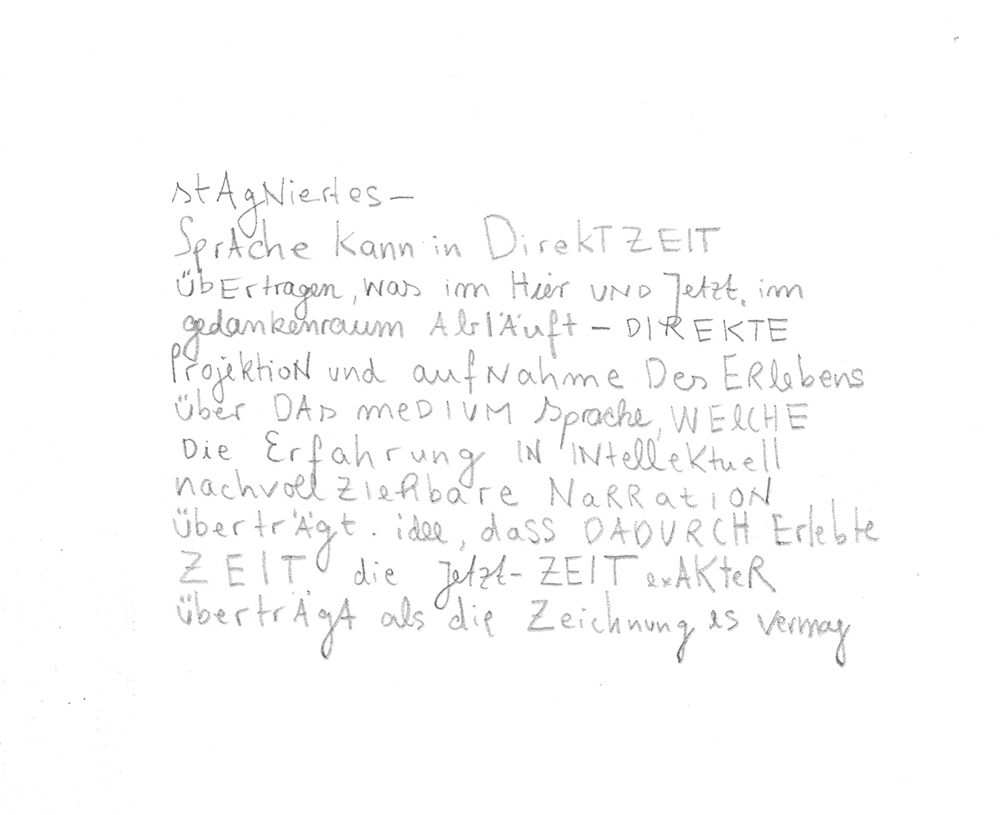 stAgNiertes –
SprAche kann in DirekT ZEIT
übErtragen, was im Hier UND Jetzt, im
gedankenraum AblÄuft – DIREKTE
ProjektioN und aufNahme Des ERlebens
über DAs meDIUM Sprache, WElCHE
Die Erfahrung IN INtellektuell
nachvollziehbare NaRRatION
übertrÄgt. idee, dasS DADURCH Erlebte
ZEIT die jetzt-ZEIT exAKteR
übertrÄgt als die Zeichnung es vermag